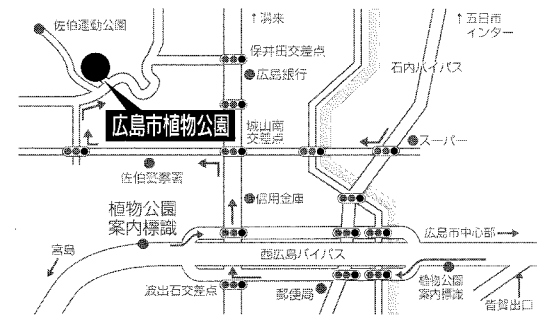 佐伯運動公園
↑湯来
↑五日市
インター
保井田交差点
広島銀行
石内バイパス
広島市植物公園
城山南
交差点
スーパー
佐伯警察署
信用金庫
植物公園
案内標識
広島市中心部→
宮島
西広島バイパス
波出石交差点
郵便局
植物公園
案内標識
皆賀出口